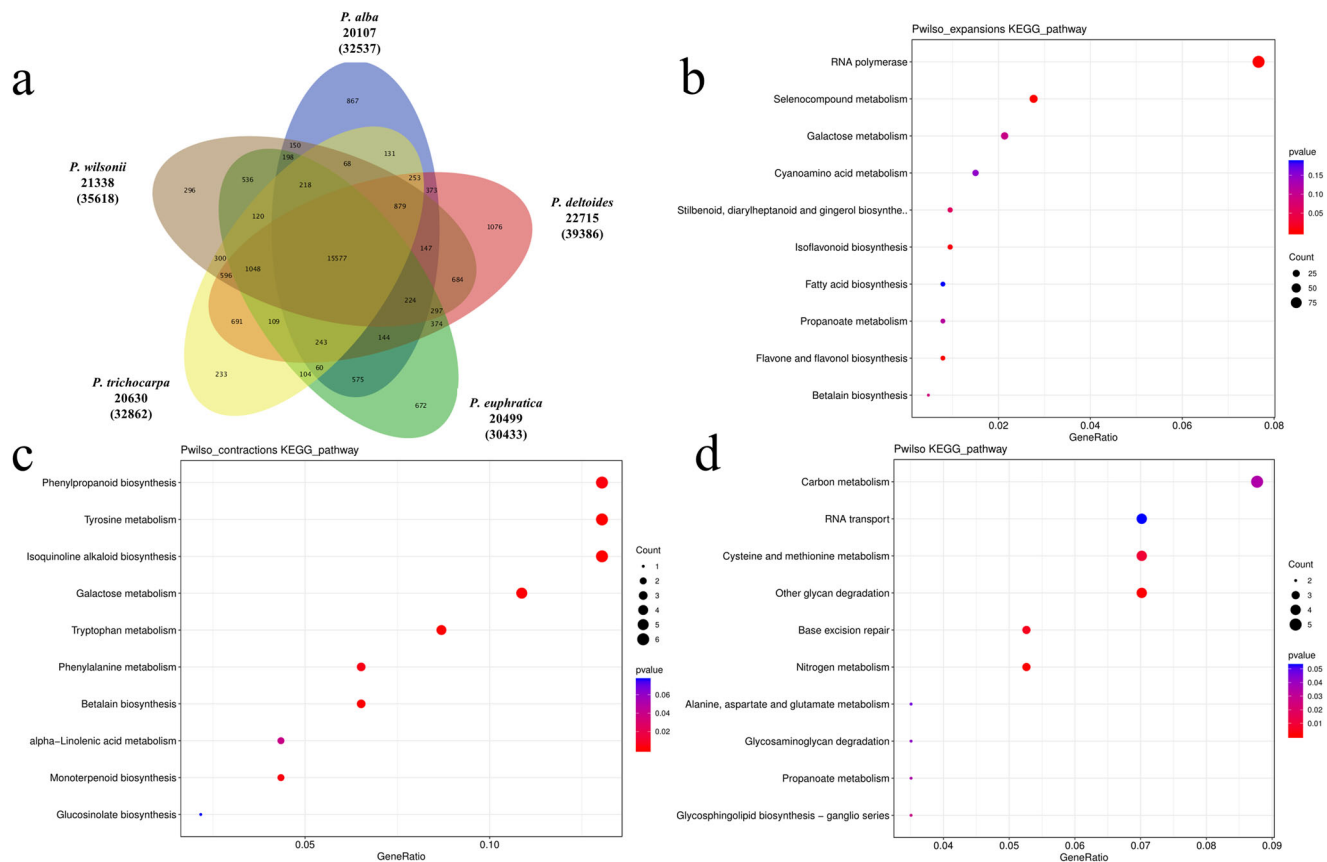 a
P. alba
20107
(32537)
P. wilsonii
21338
(35618)
P. deltoides
22715
(39386)
P. trichocarpa
20630
(32862)
P. euphratica
20499
(30433)
867
150
198
68
131
253
373
296
536
218
879
1076
120
147
300
596
1048
15577
684
224
297
374
691
109
243
144
233
104
60
575
672
b
Pwilso_expansions KEGG_pathway
RNA polymerase
Selenocompound metabolism
Galactose metabolism
Cyanoamino acid metabolism
Stilbenoid, diarylheptanoid and gingerol biosynthe..
Isoflavonoid biosynthesis
Fatty acid biosynthesis
Propanoate metabolism
Flavone and flavonol biosynthesis
Betalain biosynthesis
0.02 0.04 0.06 0.08
GeneRatio
pvalue
0.15
0.10
0.05
Count
25
50
75
c
Pwilso_contractions KEGG_pathway
Phenylpropanoid biosynthesis
Tyrosine metabolism
Isoquinoline alkaloid biosynthesis
Galactose metabolism
Tryptophan metabolism
Phenylalanine metabolism
Betalain biosynthesis
alpha−Linolenic acid metabolism
Monoterpenoid biosynthesis
Glucosinolate biosynthesis
0.05 0.10
GeneRatio
Count
1
2
3
4
5
6
pvalue
0.06
0.04
0.02
d
Pwilso KEGG_pathway
Carbon metabolism
RNA transport
Cysteine and methionine metabolism
Other glycan degradation
Base excision repair
Nitrogen metabolism
Alanine, aspartate and glutamate metabolism
Glycosaminoglycan degradation
Propanoate metabolism
Glycosphingolipid biosynthesis − ganglio series
0.04 0.05 0.06 0.07 0.08 0.09
GeneRatio
Count
2
3
4
5
pvalue
0.05
0.04
0.03
0.02
0.01